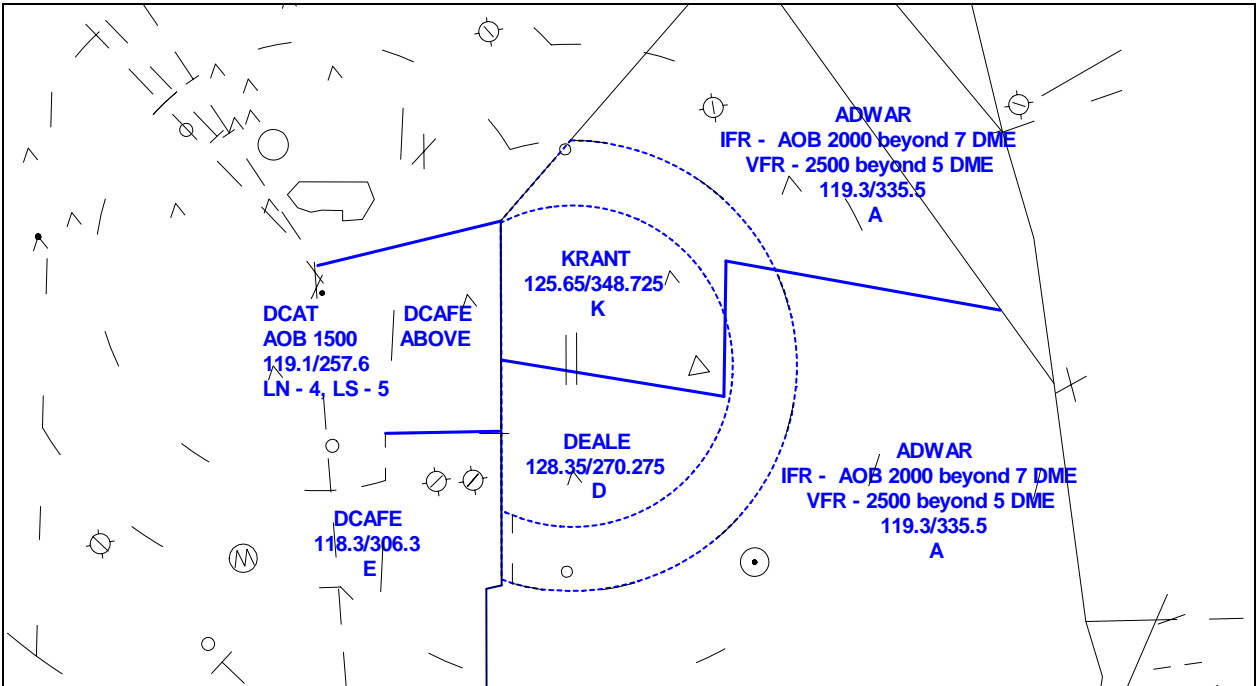 ADWAR
IFR - AOB 2000 beyond 7 DME
VFR - 2500 beyond 5 DME
119.3/335.5
A
KRANT
125.65/348.725
K
DCAT
AOB 1500
119.1/257.6
LN - 4, LS - 5
DCAFE
ABOVE
DEALE
128.35/270.275
D
ADWAR
IFR - AOB 2000 beyond 7 DME
VFR - 2500 beyond 5 DME
119.3/335.5
A
DCAFE
118.3/306.3
E